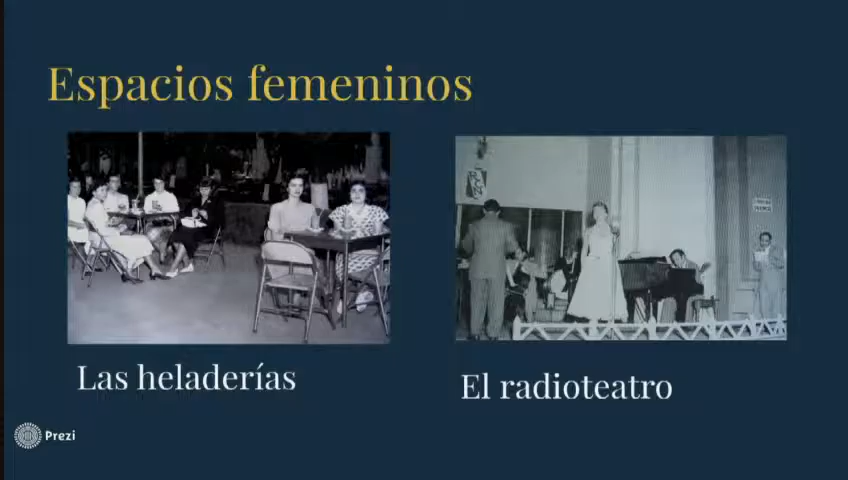 Espacios femeninos
Las heladerías
El radioteatro
Prezi